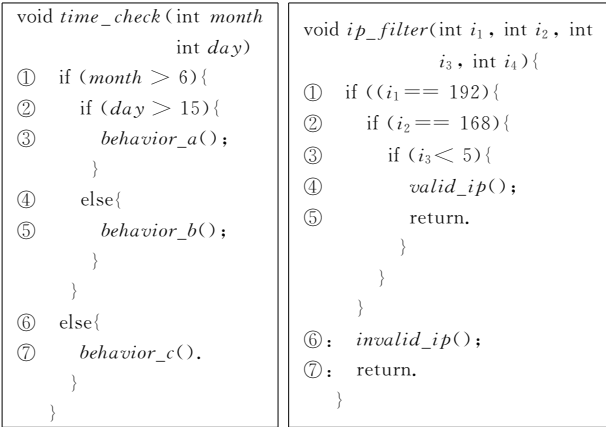 void time_check(int month
int day)
① if (month > 6){
② if (day > 15){
③ behavior_a();
}
④ else{
⑤ behavior_b();
}
}
⑥ else{
⑦ behavior_c().
}
}
void ip_filter(int i₁, int i₂, int
i₃, int i₄){
① if ((i₁== 192){
② if (i₂== 168){
③ if (i₃< 5){
④ valid_ip();
⑤ return.
}
}
}
⑥: invalid_ip();
⑦: return.
}